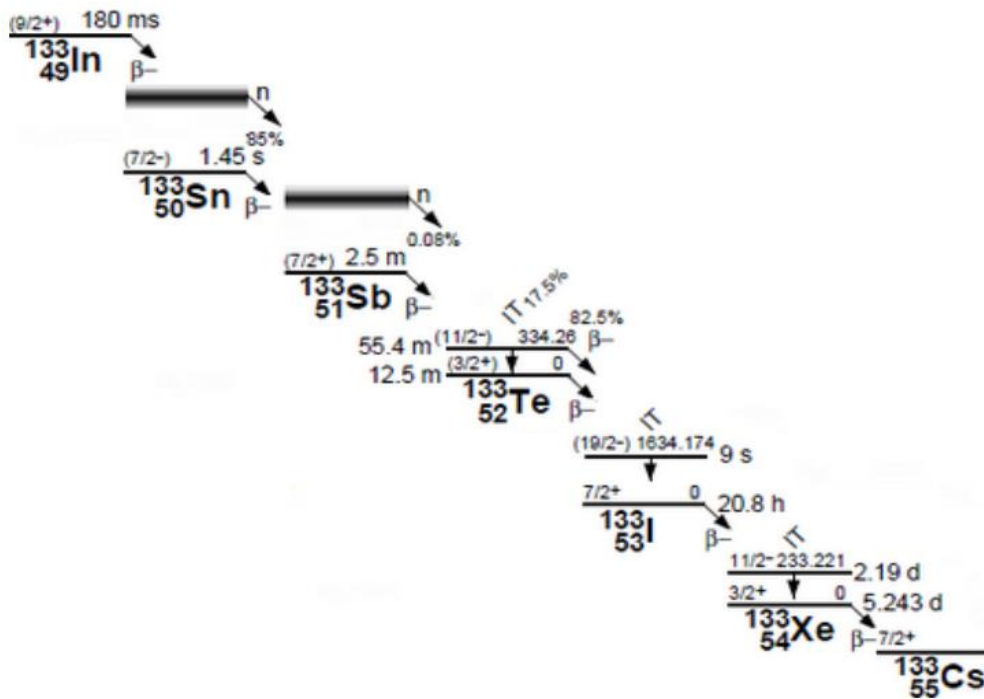 (9/2+) 180 ms
133
49In
β−
n
85%
(7/2-) 1.45 s
133
50Sn
β−
n
0.08%
(7/2+) 2.5 m
133
51Sb
β−
IT 17.5%
82.5%
55.4 m (11/2-) 334.26 β−
12.5 m (3/2+) 0
133
52Te
β−
IT
(19/2-) 1634.174 9 s
7/2+ 0 20.8 h
133
53I
β−
IT
11/2- 233.221 2.19 d
3/2+ 0 5.243 d
133
54Xe
β− 7/2+
133
55Cs